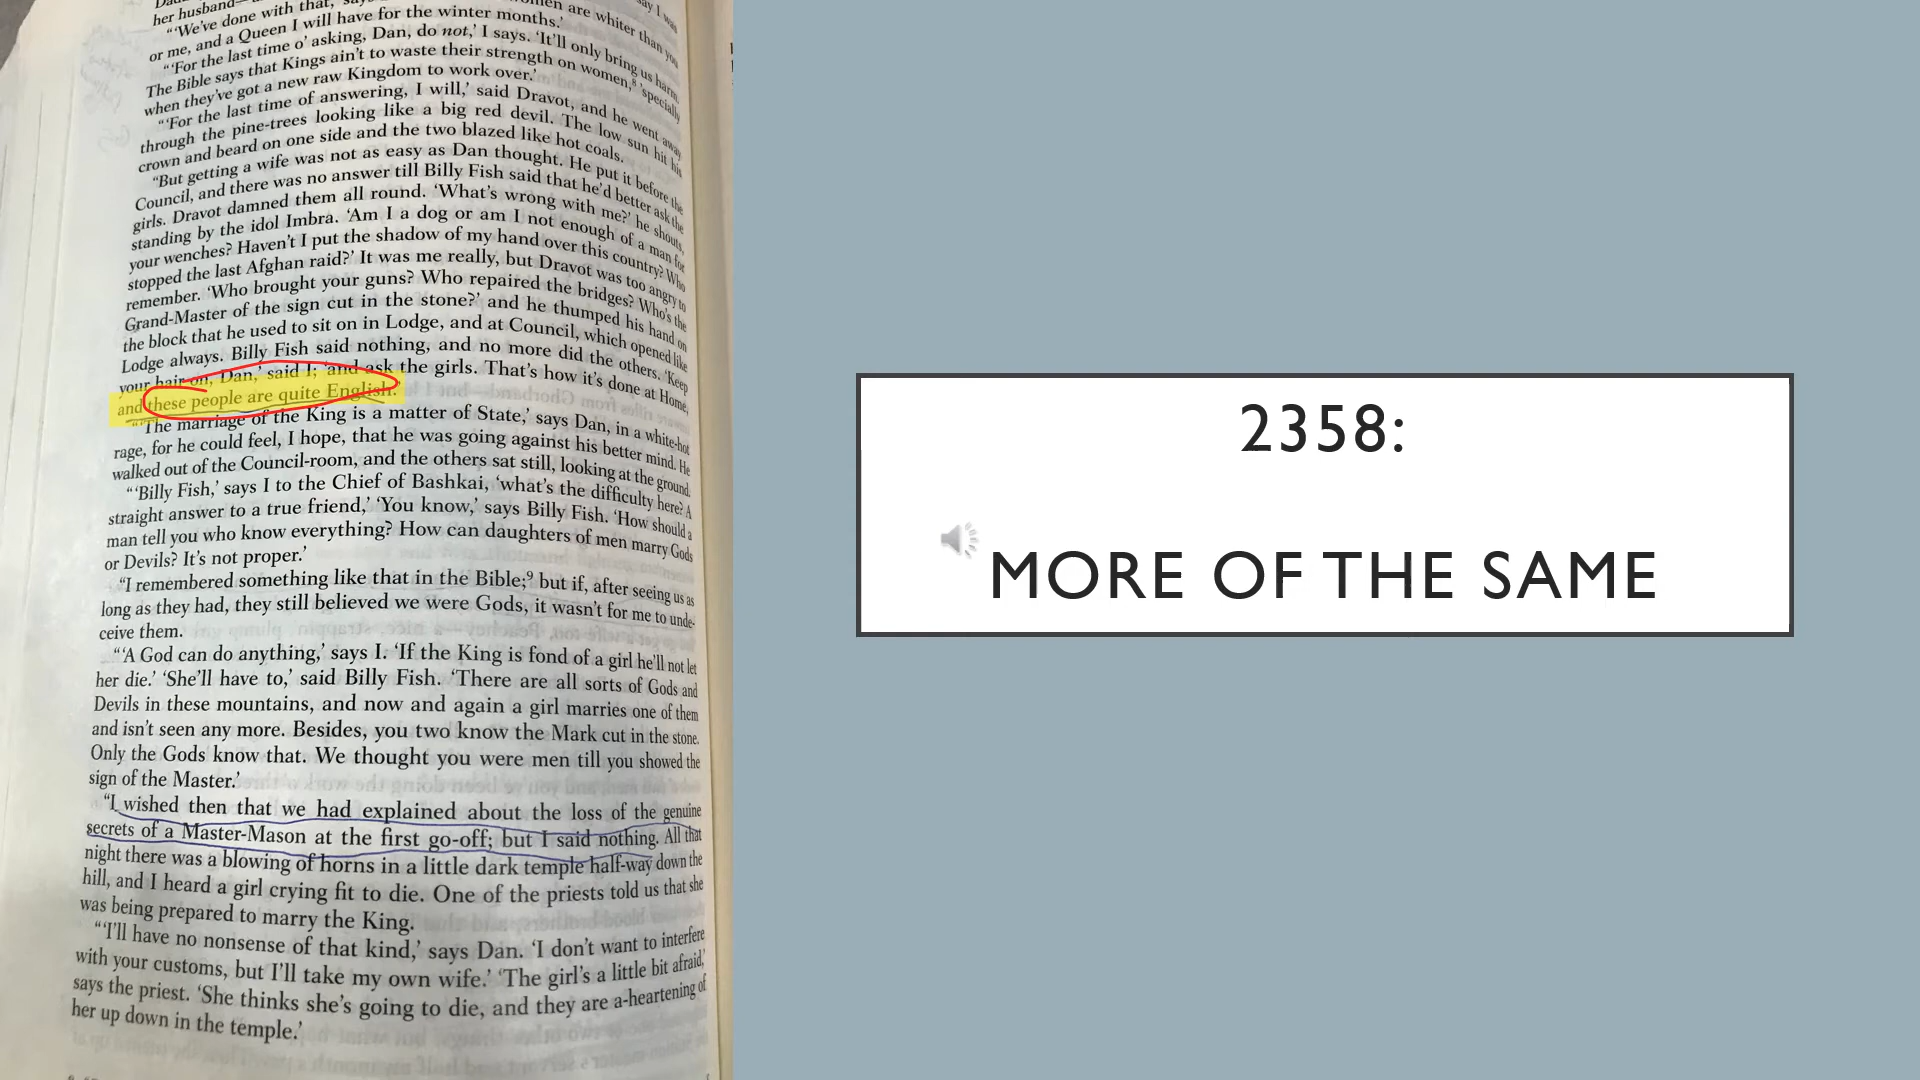 her husband—
"'We've done with that,
women are whiter than you
or me, and a Queen I will have for the winter months.'
"'For the last time o' asking, Dan, do not,' I says. 'It'll only bring us harm.
The Bible says that Kings ain't to waste their strength on women,8 'specially
when they've got a new raw Kingdom to work over.'
"'For the last time of answering, I will,' said Dravot, and he went away
through the pine-trees looking like a big red devil. The low sun hit his
crown and beard on one side and the two blazed like hot coals.
"But getting a wife was not as easy as Dan thought. He put it before the
Council, and there was no answer till Billy Fish said that he'd better ask the
girls. Dravot damned them all round. 'What's wrong with me?' he shouts,
standing by the idol Imbra. 'Am I a dog or am I not enough of a man for
your wenches? Haven't I put the shadow of my hand over this country? Who
stopped the last Afghan raid?' It was me really, but Dravot was too angry to
remember. 'Who brought your guns? Who repaired the bridges? Who's the
Grand-Master of the sign cut in the stone?' and he thumped his hand on
the block that he used to sit on in Lodge, and at Council, which opened like
Lodge always. Billy Fish said nothing, and no more did the others. 'Keep
your hair on, Dan,' said I; 'and ask the girls. That's how it's done at Home,
and these people are quite English.'
"'The marriage of the King is a matter of State,' says Dan, in a white-hot
rage, for he could feel, I hope, that he was going against his better mind. He
walked out of the Council-room, and the others sat still, looking at the ground.
"'Billy Fish,' says I to the Chief of Bashkai, 'what's the difficulty here? A
straight answer to a true friend,' 'You know,' says Billy Fish. 'How should a
man tell you who know everything? How can daughters of men marry Gods
or Devils? It's not proper.'
"I remembered something like that in the Bible;9 but if, after seeing us as
long as they had, they still believed we were Gods, it wasn't for me to unde-
ceive them.
"'A God can do anything,' says I. 'If the King is fond of a girl he'll not let
her die.' 'She'll have to,' said Billy Fish. 'There are all sorts of Gods and
Devils in these mountains, and now and again a girl marries one of them
and isn't seen any more. Besides, you two know the Mark cut in the stone.
Only the Gods know that. We thought you were men till you showed the
sign of the Master.'
"I wished then that we had explained about the loss of the genuine
secrets of a Master-Mason at the first go-off; but I said nothing. All that
night there was a blowing of horns in a little dark temple half-way down the
hill, and I heard a girl crying fit to die. One of the priests told us that she
was being prepared to marry the King.
"'I'll have no nonsense of that kind,' says Dan. 'I don't want to interfere
with your customs, but I'll take my own wife.' 'The girl's a little bit afraid,'
says the priest. 'She thinks she's going to die, and they are a-heartening of
her up down in the temple.'
2358:
MORE OF THE SAME